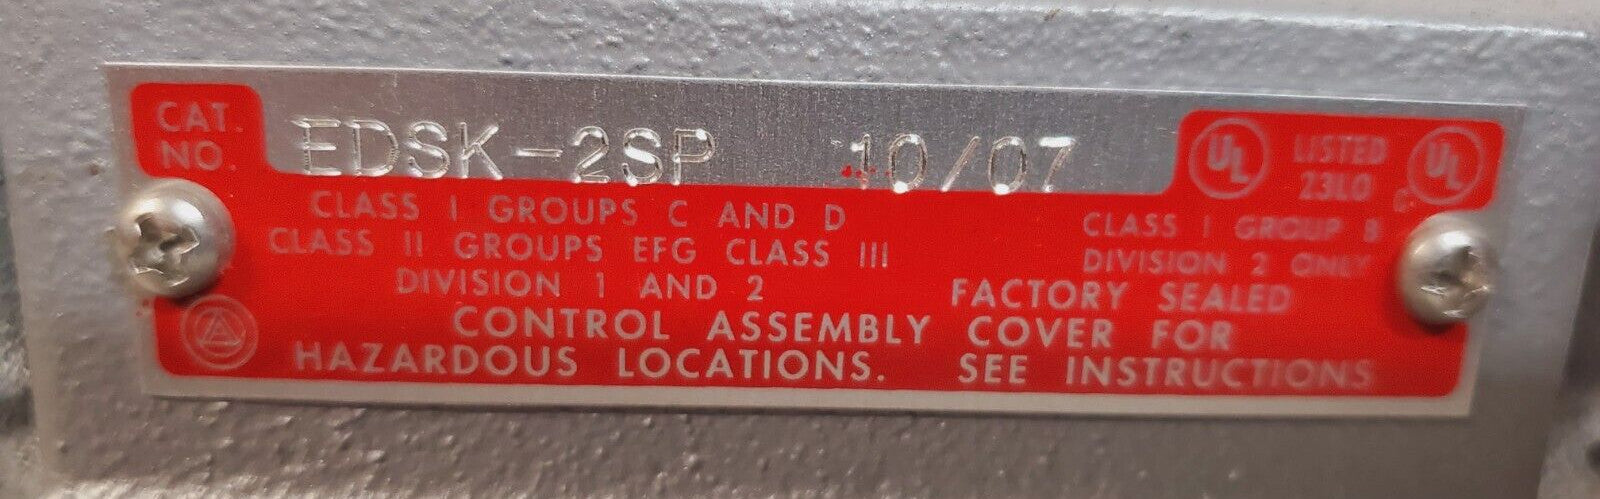 CAT. NO.
EDSK-2SP 10/07
UL LISTED 23L0 UL
CLASS I GROUPS C AND D
CLASS II GROUPS EFG CLASS III
DIVISION 1 AND 2
CLASS I GROUP B
DIVISION 2 ONLY
FACTORY SEALED
CONTROL ASSEMBLY COVER FOR
HAZARDOUS LOCATIONS. SEE INSTRUCTIONS